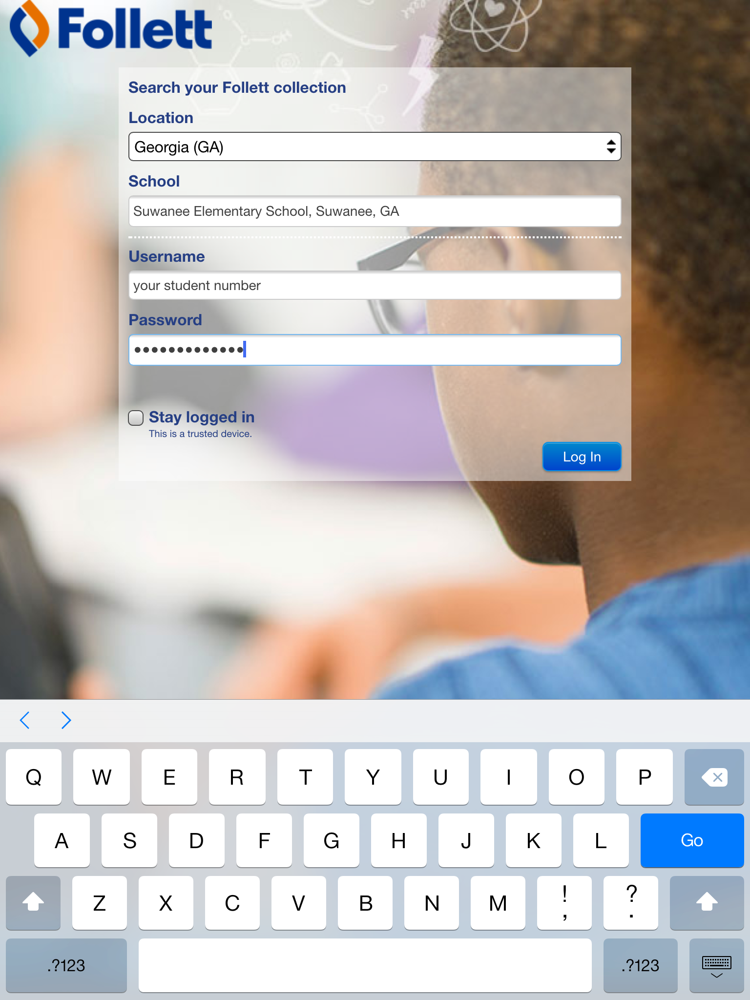 Follett
Search your Follett collection
Location
Georgia (GA)
School
Suwanee Elementary School, Suwanee, GA
Username
your student number
Password
•••••••••••••
Stay logged in
This is a trusted device.
Log In
Q W E R T Y U I O P
A S D F G H J K L Go
Z X C V B N M ! , ? .
.?123 .?123